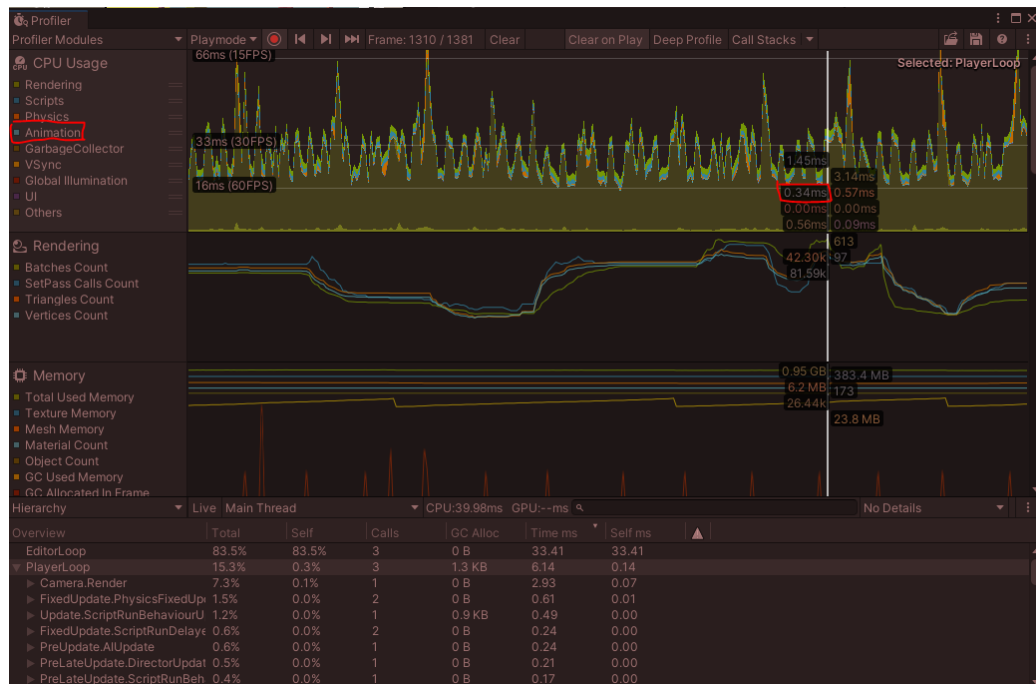 Profiler
Profiler Modules Playmode Frame: 1310 / 1381 Clear Clear on Play Deep Profile Call Stacks
CPU Usage
Rendering
Scripts
Physics
Animation
GarbageCollector
VSync
Global Illumination
UI
Others
66ms (15FPS)
Selected: PlayerLoop
33ms (30FPS)
16ms (60FPS)
1.45ms
3.14ms
0.34ms 0.57ms
0.00ms 0.00ms
0.56ms 0.09ms
Rendering
Batches Count
SetPass Calls Count
Triangles Count
Vertices Count
613
42.30k 97
81.59k
Memory
Total Used Memory
Texture Memory
Mesh Memory
Material Count
Object Count
GC Used Memory
GC Allocated In Frame
0.95 GB 383.4 MB
6.2 MB 173
26.44k
23.8 MB
Hierarchy Live Main Thread CPU:39.98ms GPU:--ms No Details
Overview Total Self Calls GC Alloc Time ms Self ms
EditorLoop 83.5% 83.5% 3 0 B 33.41 33.41
PlayerLoop 15.3% 0.3% 3 1.3 KB 6.14 0.14
Camera.Render 7.3% 0.1% 1 0 B 2.93 0.07
FixedUpdate.PhysicsFixedUp 1.5% 0.0% 2 0 B 0.61 0.01
Update.ScriptRunBehaviourU 1.2% 0.0% 1 0.9 KB 0.49 0.00
FixedUpdate.ScriptRunDelaye 0.6% 0.0% 2 0 B 0.24 0.00
PreUpdate.AIUpdate 0.6% 0.0% 1 0 B 0.24 0.00
PreLateUpdate.DirectorUpdat 0.5% 0.0% 1 0 B 0.21 0.00
PreLateUpdate.ScriptRunBeh 0.4% 0.0% 1 0 B 0.17 0.00